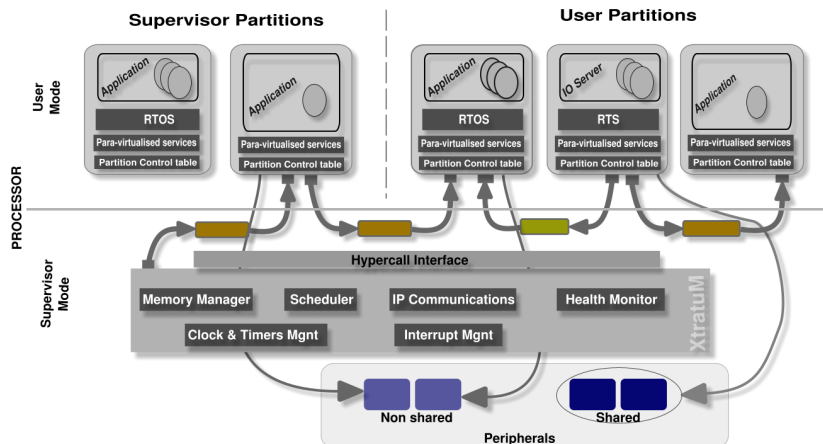 Supervisor Partitions
User Partitions
PROCESSOR
User
Mode
Application
RTOS
Para-virtualised services
Partition Control table
Application
Para-virtualised services
Partition Control table
Application
RTOS
Para-virtualised services
Partition Control table
IO Server
RTS
Para-virtualised services
Partition Control table
Application
Para-virtualised services
Partition Control table
Supervisor
Mode
Hypercall Interface
Memory Manager
Scheduler
IP Communications
Health Monitor
Clock & Timers Mgnt
Interrupt Mgnt
XtratuM
Non shared
Shared
Peripherals